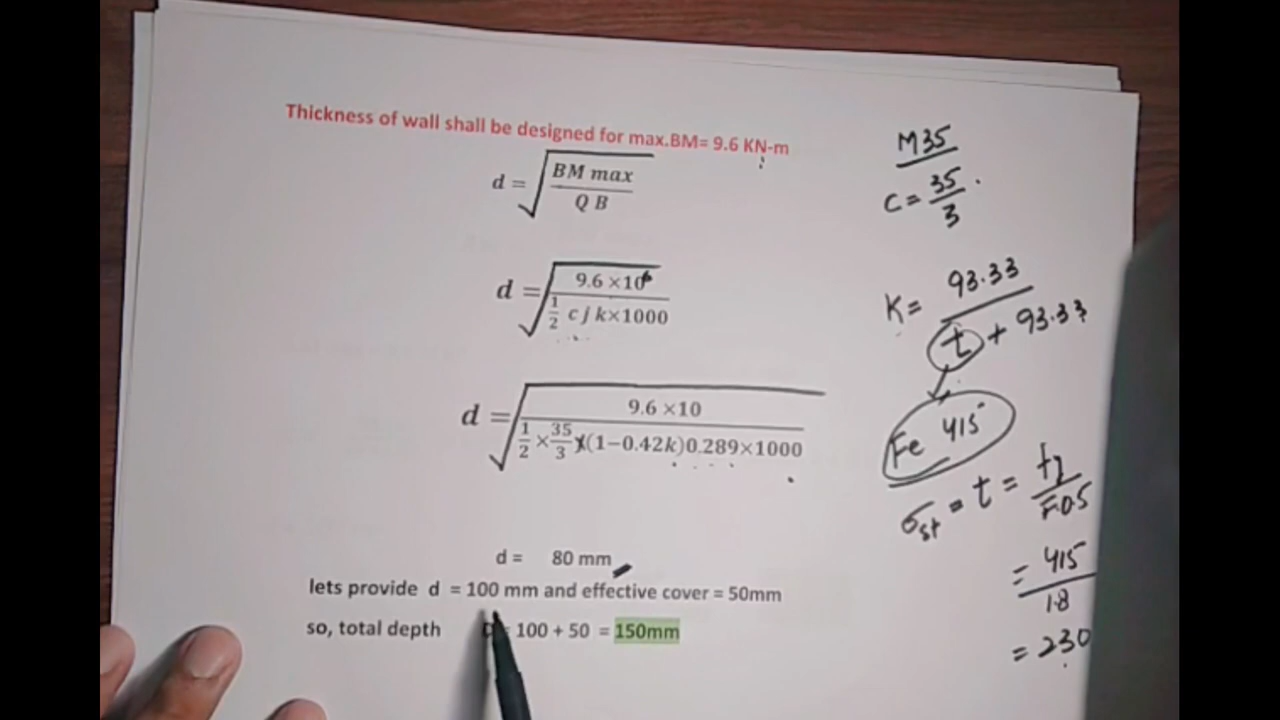 Thickness of wall shall be designed for max.BM= 9.6 KN-m
d = √(BM max / Q B)
d = √(9.6 ×10⁶ / ½ c j k×1000)
d = √(9.6 ×10 / ½ × 35/3 ×(1−0.42k)0.289×1000)
d = 80 mm
lets provide d = 100 mm and effective cover = 50mm
so, total depth = 100 + 50 = 150mm
M35
C = 35/3
K = 93.33 / t + 93.33
Fe 415
σst = t = fy / F.O.S
= 415 / 1.8
= 230